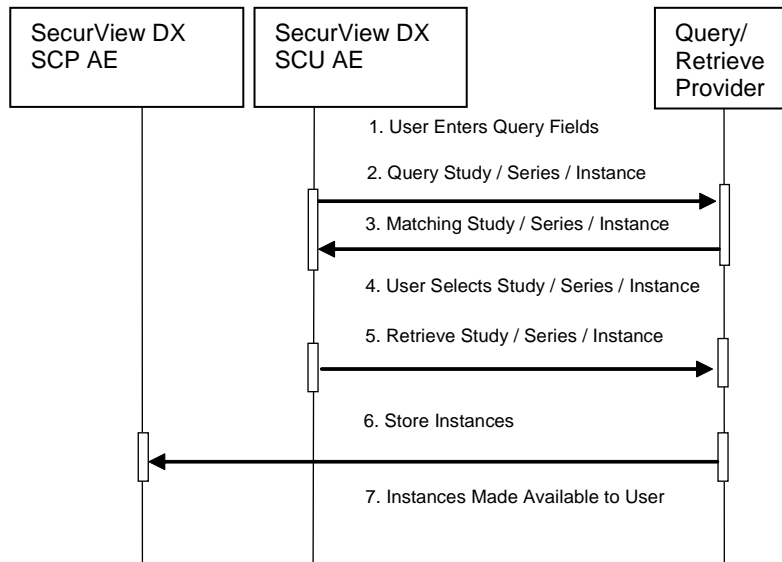 SecurView DX
SCP AE
SecurView DX
SCU AE
Query/
Retrieve
Provider
1. User Enters Query Fields
2. Query Study / Series / Instance
3. Matching Study / Series / Instance
4. User Selects Study / Series / Instance
5. Retrieve Study / Series / Instance
6. Store Instances
7. Instances Made Available to User